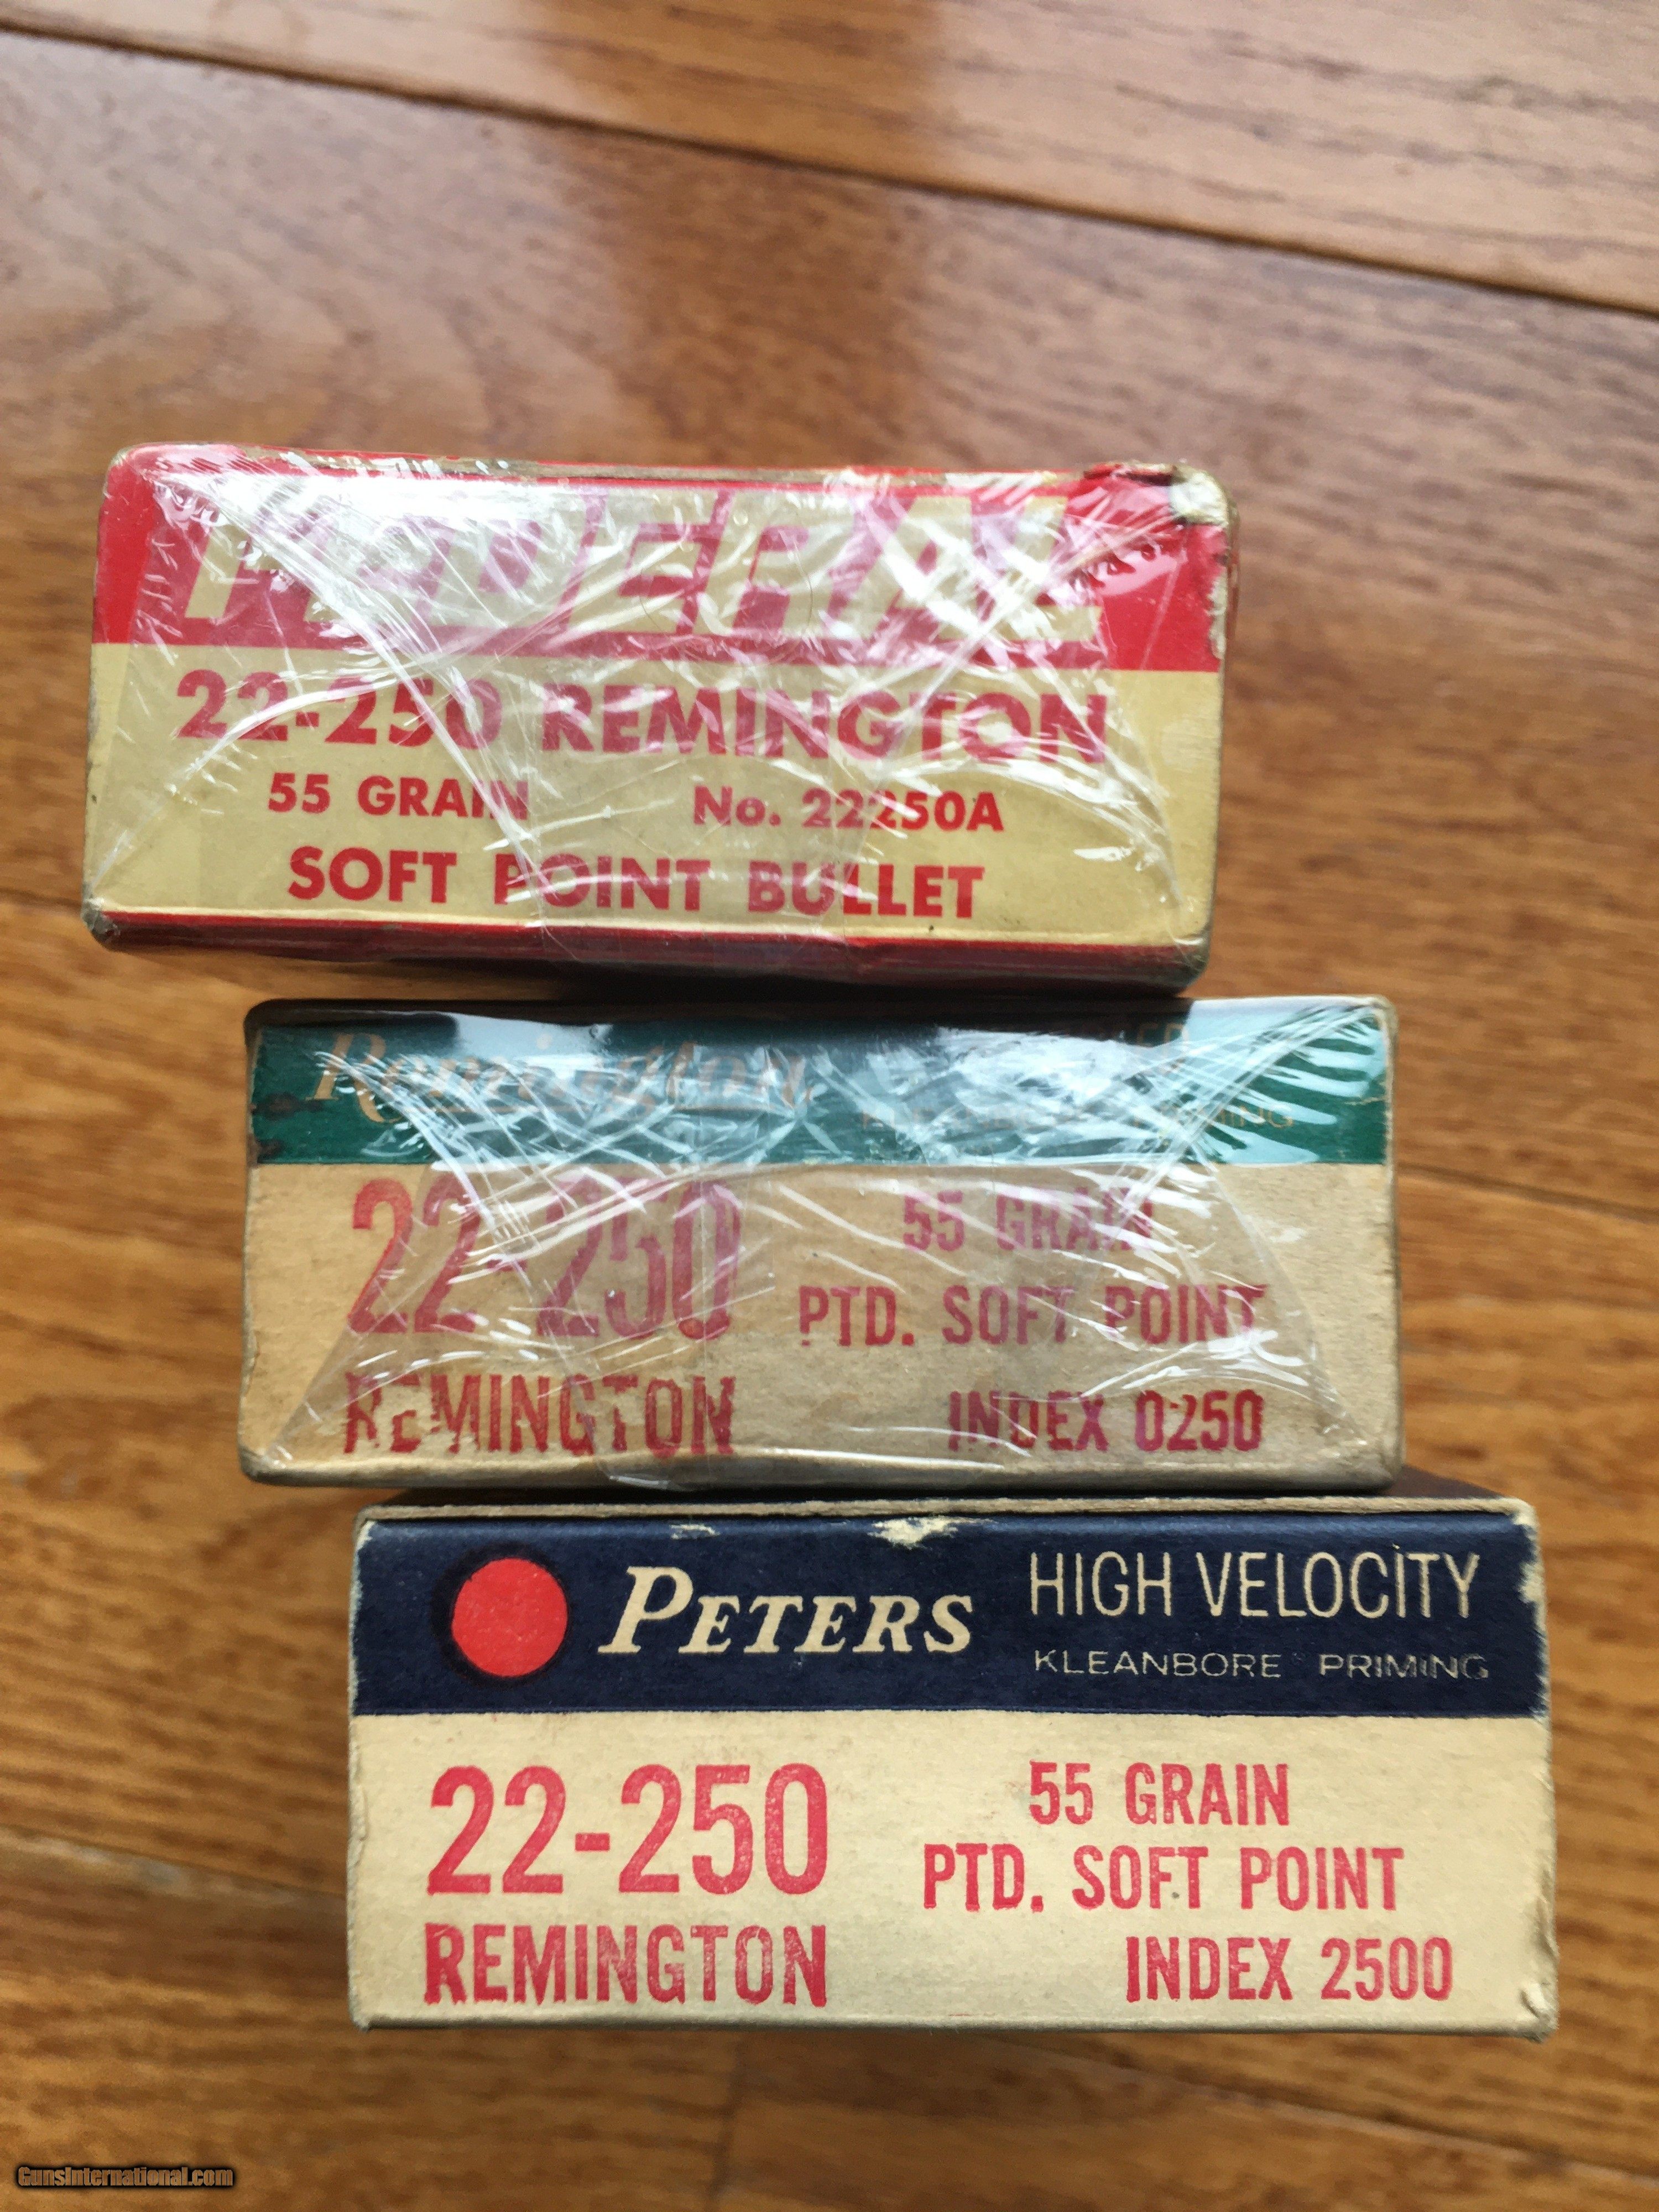 FEDERAL
22-250 REMINGTON
55 GRAIN No. 22250A
SOFT POINT BULLET
Remington
PRIMING
22-250
REMINGTON
55 GRAIN
PTD. SOFT POINT
INDEX 0250
PETERS
HIGH VELOCITY
KLEANBORE PRIMING
22-250
REMINGTON
55 GRAIN
PTD. SOFT POINT
INDEX 2500
GunsInternational.com